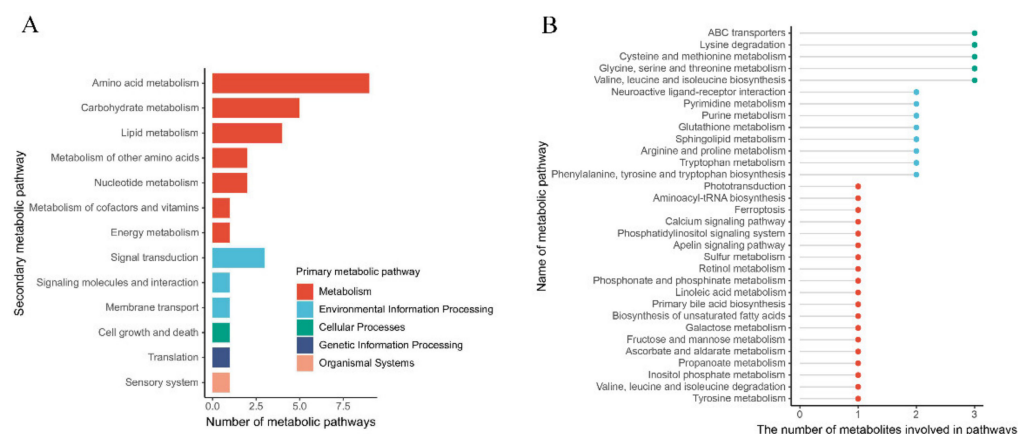 A
Secondary metabolic pathway
Amino acid metabolism
Carbohydrate metabolism
Lipid metabolism
Metabolism of other amino acids
Nucleotide metabolism
Metabolism of cofactors and vitamins
Energy metabolism
Signal transduction
Signaling molecules and interaction
Membrane transport
Cell growth and death
Translation
Sensory system
Primary metabolic pathway
Metabolism
Environmental Information Processing
Cellular Processes
Genetic Information Processing
Organismal Systems
0.0 2.5 5.0 7.5
Number of metabolic pathways
B
Name of metabolic pathway
ABC transporters
Lysine degradation
Cysteine and methionine metabolism
Glycine, serine and threonine metabolism
Valine, leucine and isoleucine biosynthesis
Neuroactive ligand-receptor interaction
Pyrimidine metabolism
Purine metabolism
Glutathione metabolism
Sphingolipid metabolism
Arginine and proline metabolism
Tryptophan metabolism
Phenylalanine, tyrosine and tryptophan biosynthesis
Phototransduction
Aminoacyl-tRNA biosynthesis
Ferroptosis
Calcium signaling pathway
Phosphatidylinositol signaling system
Apelin signaling pathway
Sulfur metabolism
Retinol metabolism
Phosphonate and phosphinate metabolism
Linoleic acid metabolism
Primary bile acid biosynthesis
Biosynthesis of unsaturated fatty acids
Galactose metabolism
Fructose and mannose metabolism
Ascorbate and aldarate metabolism
Propanoate metabolism
Inositol phosphate metabolism
Valine, leucine and isoleucine degradation
Tyrosine metabolism
0 1 2 3
The number of metabolites involved in pathways